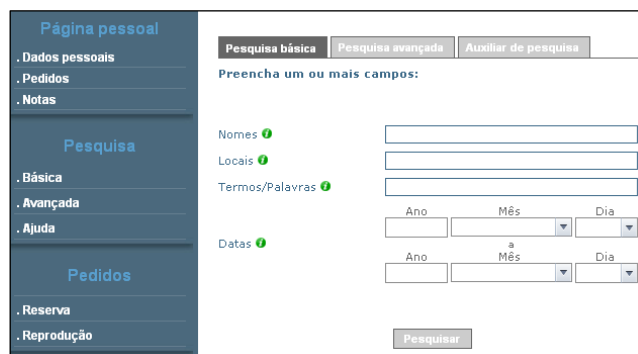 Página pessoal
. Dados pessoais
. Pedidos
. Notas
Pesquisa
. Básica
. Avançada
. Ajuda
Pedidos
. Reserva
. Reprodução
Pesquisa básica Pesquisa avançada Auxiliar de pesquisa
Preencha um ou mais campos:
Nomes
Locais
Termos/Palavras
Ano Mês Dia
Datas
a
Ano Mês Dia
Pesquisar